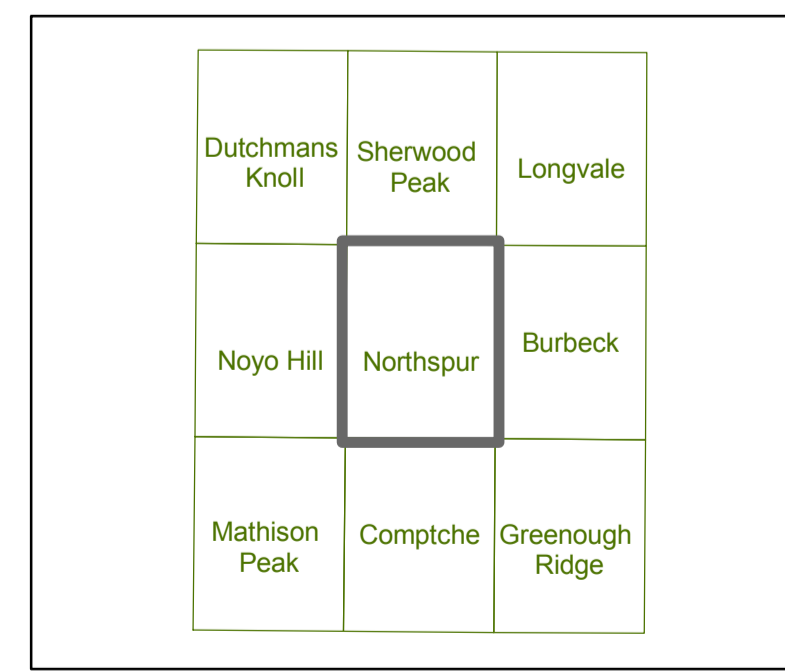 Dutchmans
Knoll
Sherwood
Peak
Longvale
Noyo Hill
Northspur
Burbeck
Mathison
Peak
Comptche
Greenough
Ridge